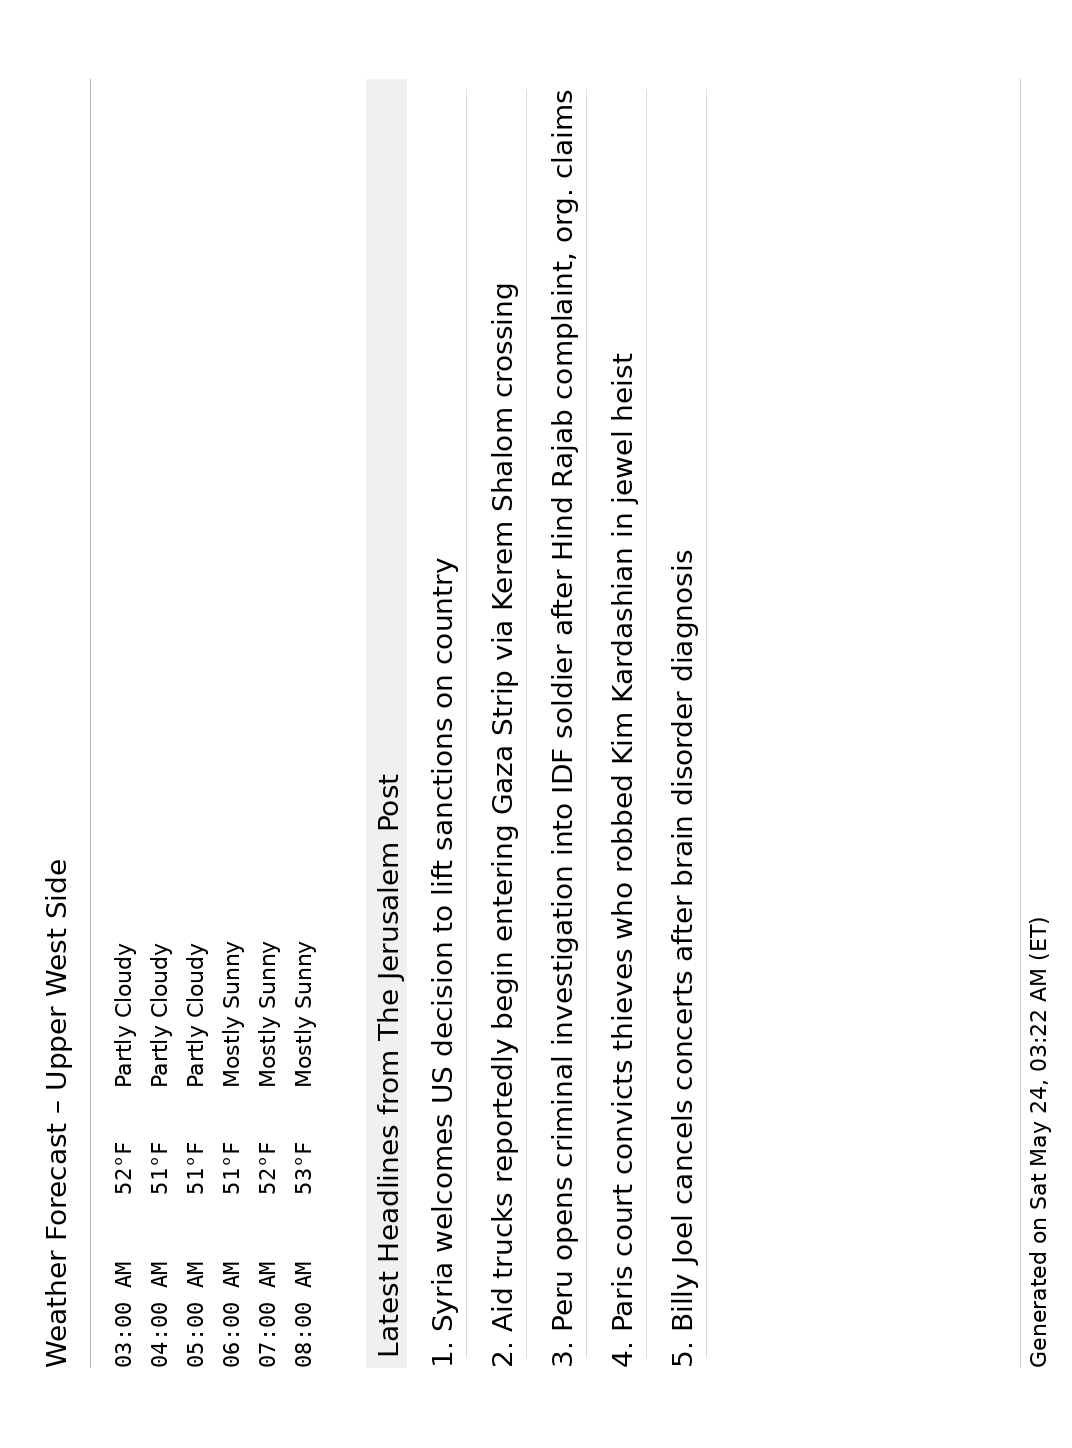 Weather Forecast – Upper West Side
03:00 AM 52°F Partly Cloudy
04:00 AM 51°F Partly Cloudy
05:00 AM 51°F Partly Cloudy
06:00 AM 51°F Mostly Sunny
07:00 AM 52°F Mostly Sunny
08:00 AM 53°F Mostly Sunny
Latest Headlines from The Jerusalem Post
1. Syria welcomes US decision to lift sanctions on country
2. Aid trucks reportedly begin entering Gaza Strip via Kerem Shalom crossing
3. Peru opens criminal investigation into IDF soldier after Hind Rajab complaint, org. claims
4. Paris court convicts thieves who robbed Kim Kardashian in jewel heist
5. Billy Joel cancels concerts after brain disorder diagnosis
Generated on Sat May 24, 03:22 AM (ET)